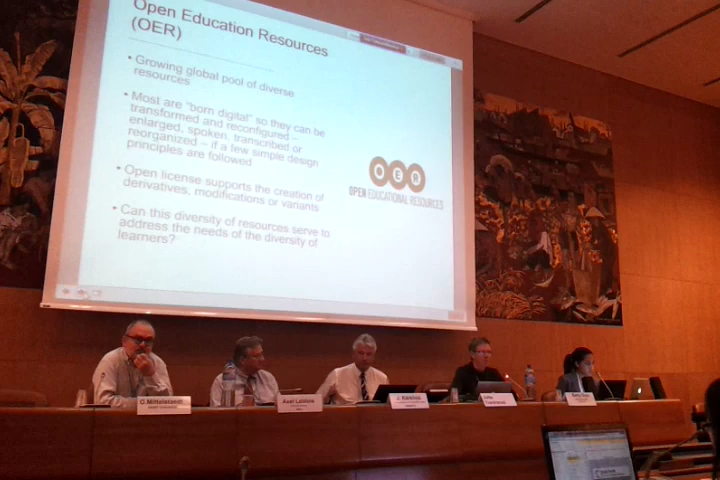 Open Education Resources
(OER)
• Growing global pool of diverse
resources
• Most are "born digital" so they can be
transformed and reconfigured –
enlarged, spoken, transcribed or
reorganized – if a few simple design
principles are followed
• Open license supports the creation of
derivatives, modifications or variants
• Can this diversity of resources serve to
address the needs of the diversity of
learners?
O E R
OPEN EDUCATIONAL RESOURCES
Axel Leblois